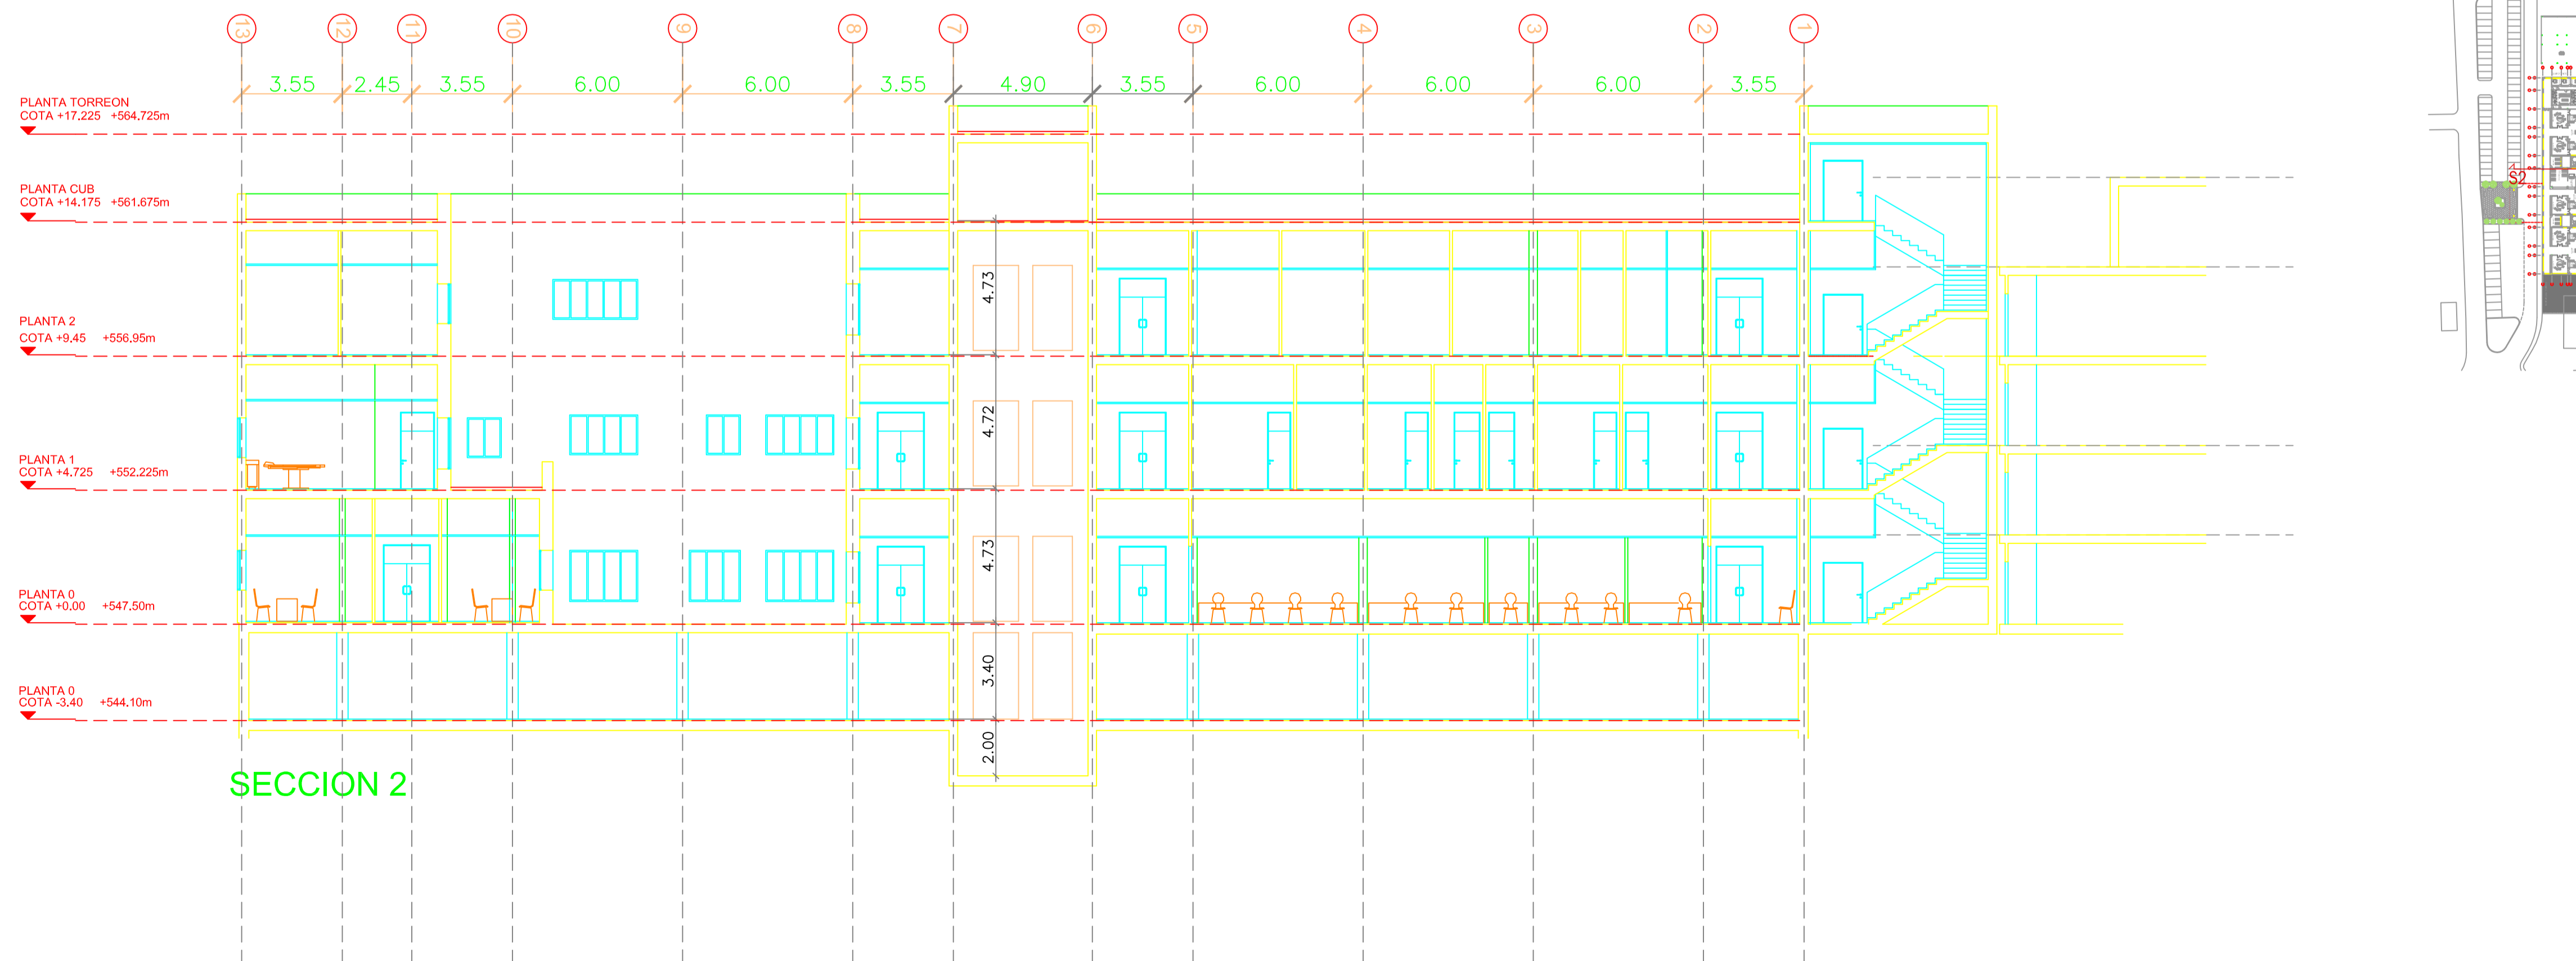 13 12 11 10 9 8 7 6 5 4 3 2 1
3.55 2.45 3.55 6.00 6.00 3.55 4.90 3.55 6.00 6.00 6.00 3.55
PLANTA TORREON
COTA +17.225 +564.725m
PLANTA CUB
COTA +14.175 +561.675m
S2
4.73
PLANTA 2
COTA +9.45 +556.95m
4.72
PLANTA 1
COTA +4.725 +552.225m
4.73
PLANTA 0
COTA +0.00 +547.50m
3.40
PLANTA 0
COTA -3.40 +544.10m
2.00
SECCION 2